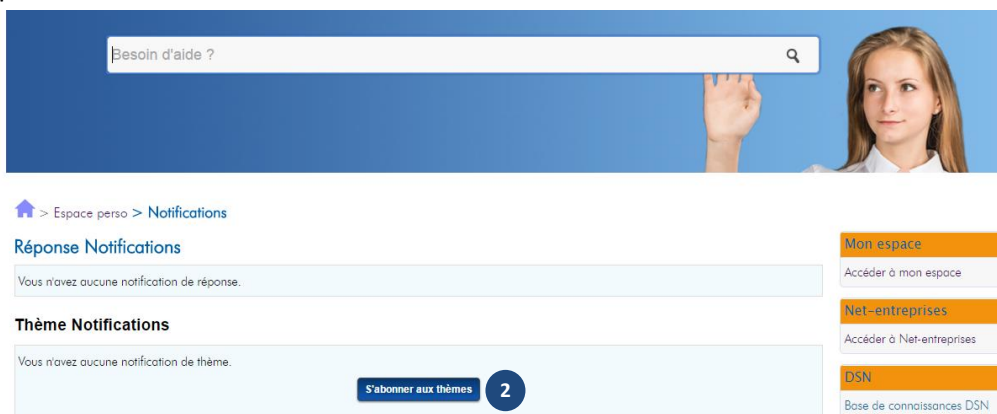 Besoin d'aide ?
> Espace perso > Notifications
Réponse Notifications
Vous n'avez aucune notification de réponse.
Thème Notifications
Vous n'avez aucune notification de thème.
S'abonner aux thèmes 2
Mon espace
Accéder à mon espace
Net-entreprises
Accéder à Net-entreprises
DSN
Base de connaissances DSN